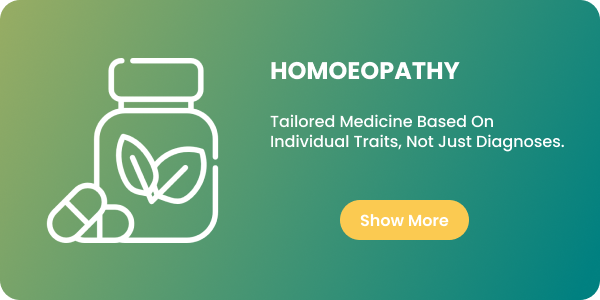 HOMOEOPATHY
Tailored Medicine Based On
Individual Traits, Not Just Diagnoses.
Show More